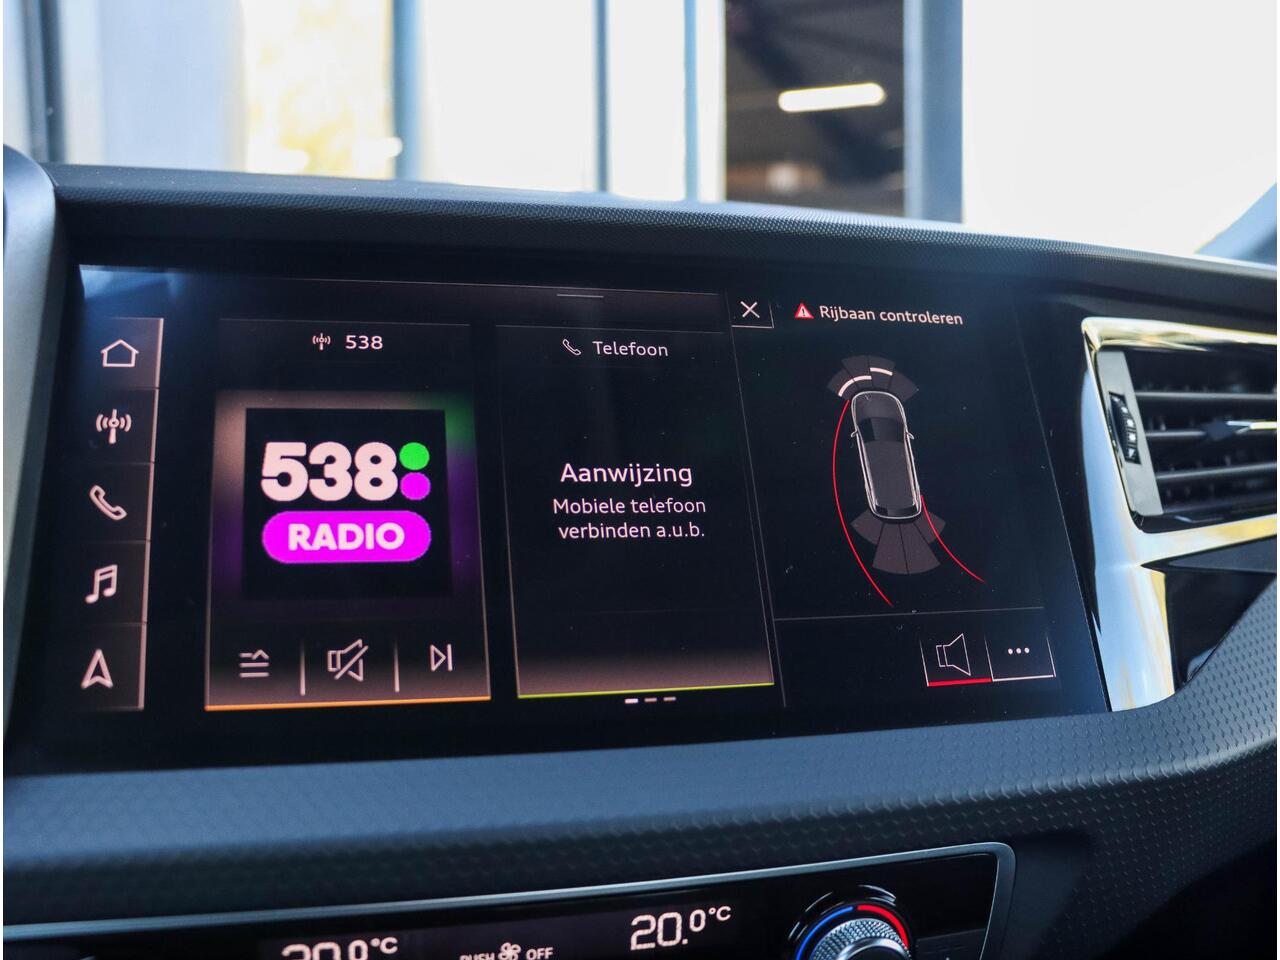 538
538
RADIO
Telefoon
Aanwijzing
Mobiele telefoon
verbinden a.u.b.
Rijbaan controleren
20.0°C
PUSH OFF
20.0°C